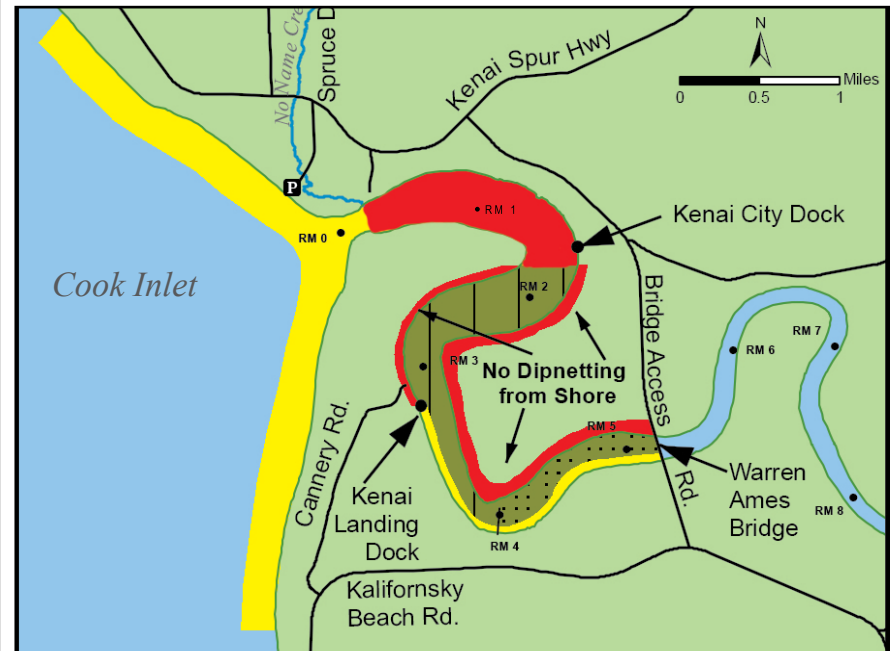 No Name Cre
Spruce D
Kenai Spur Hwy
N
Miles
0 0.5 1
P
RM 0
RM 1
Kenai City Dock
Cook Inlet
RM 2
Bridge Access
Rd.
RM 3
No Dipnetting
from Shore
RM 6
RM 7
Cannery Rd.
RM 5
Kenai
Landing
Dock
RM 4
Warren
Ames
Bridge
RM 8
Kalifornsky
Beach Rd.